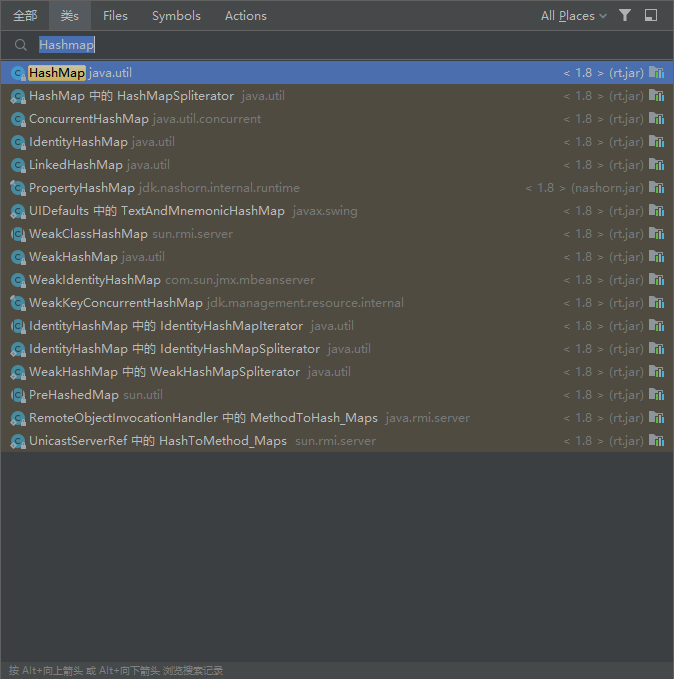 全部 类s Files Symbols Actions All Places
Hashmap
HashMap java.util < 1.8 > (rt.jar)
HashMap 中的 HashMapSpliterator java.util < 1.8 > (rt.jar)
ConcurrentHashMap java.util.concurrent < 1.8 > (rt.jar)
IdentityHashMap java.util < 1.8 > (rt.jar)
LinkedHashMap java.util < 1.8 > (rt.jar)
PropertyHashMap jdk.nashorn.internal.runtime < 1.8 > (nashorn.jar)
UIDefaults 中的 TextAndMnemonicHashMap javax.swing < 1.8 > (rt.jar)
WeakClassHashMap sun.rmi.server < 1.8 > (rt.jar)
WeakHashMap java.util < 1.8 > (rt.jar)
WeakIdentityHashMap com.sun.jmx.mbeanserver < 1.8 > (rt.jar)
WeakKeyConcurrentHashMap jdk.management.resource.internal < 1.8 > (rt.jar)
IdentityHashMap 中的 IdentityHashMapIterator java.util < 1.8 > (rt.jar)
IdentityHashMap 中的 IdentityHashMapSpliterator java.util < 1.8 > (rt.jar)
WeakHashMap 中的 WeakHashMapSpliterator java.util < 1.8 > (rt.jar)
PreHashedMap sun.util < 1.8 > (rt.jar)
RemoteObjectInvocationHandler 中的 MethodToHash_Maps java.rmi.server < 1.8 > (rt.jar)
UnicastServerRef 中的 HashToMethod_Maps sun.rmi.server < 1.8 > (rt.jar)
按 Alt+向上箭头 或 Alt+向下箭头 浏览搜索记录